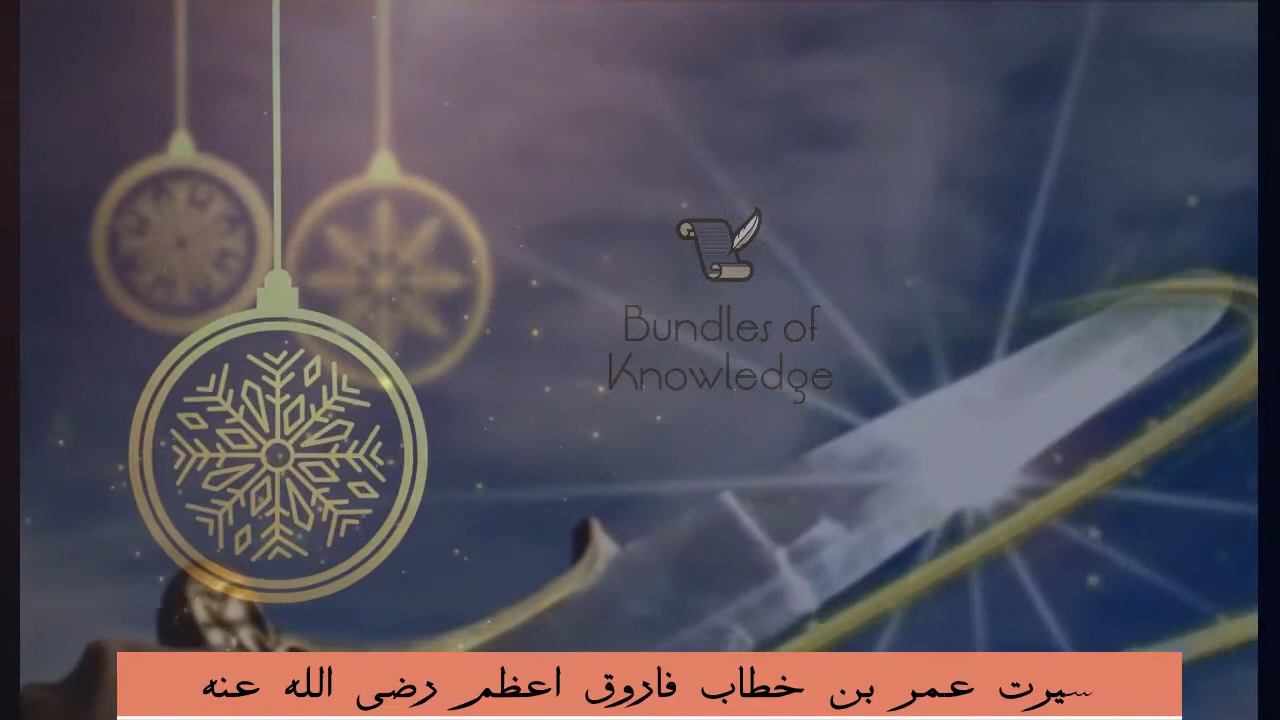 Bundles of
Knowledge
سیرت عمر بن خطاب فاروق اعظم رضی الله عنه